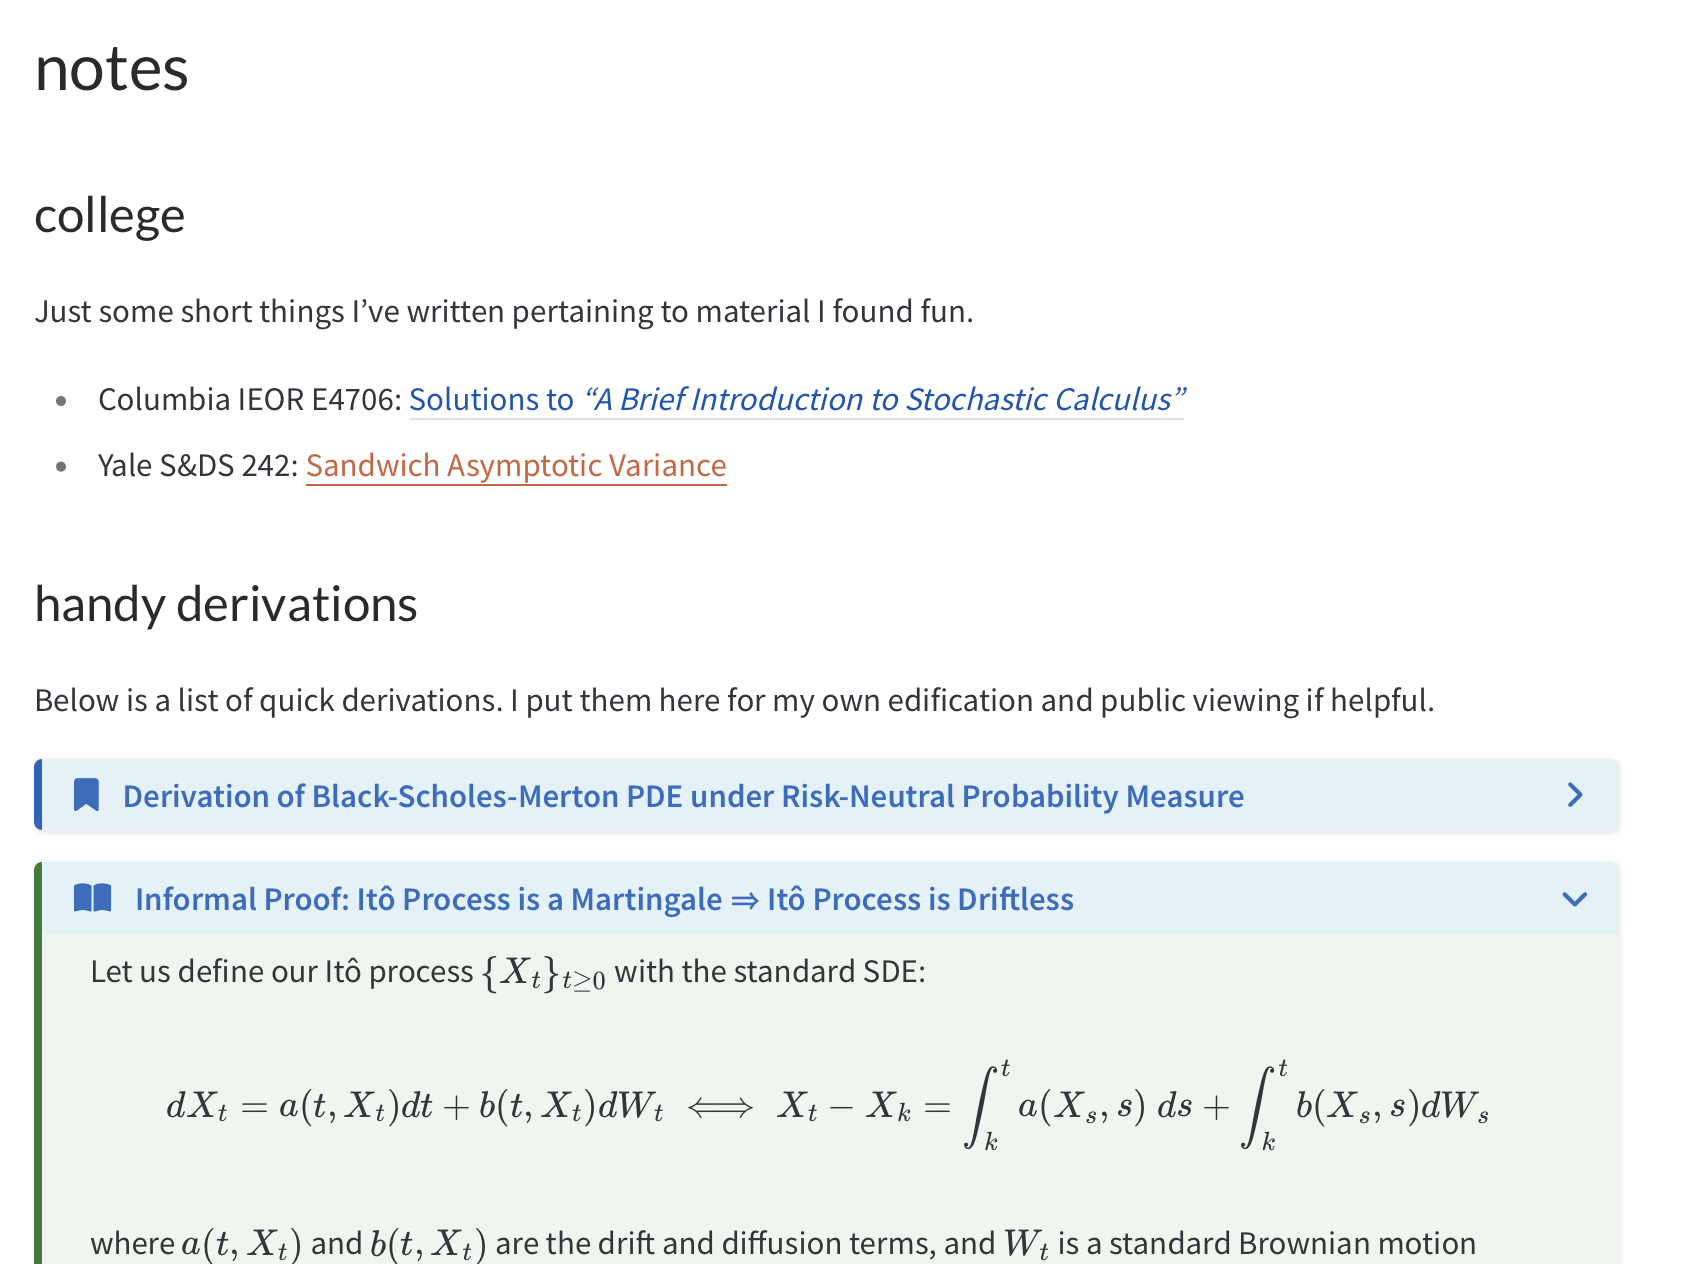 notes
college
Just some short things I’ve written pertaining to material I found fun.
• Columbia IEOR E4706: Solutions to “A Brief Introduction to Stochastic Calculus”
• Yale S&DS 242: Sandwich Asymptotic Variance
handy derivations
Below is a list of quick derivations. I put them here for my own edification and public viewing if helpful.
Derivation of Black-Scholes-Merton PDE under Risk-Neutral Probability Measure
Informal Proof: Itô Process is a Martingale ⇒ Itô Process is Driftless
Let us define our Itô process $\{X_t\}_{t \geq 0}$ with the standard SDE:
$dX_t = a(t, X_t)dt + b(t, X_t)dW_t \iff X_t - X_k = \int_k^t a(X_s, s)\, ds + \int_k^t b(X_s, s)dW_s$
where $a(t, X_t)$ and $b(t, X_t)$ are the drift and diffusion terms, and $W_t$ is a standard Brownian motion